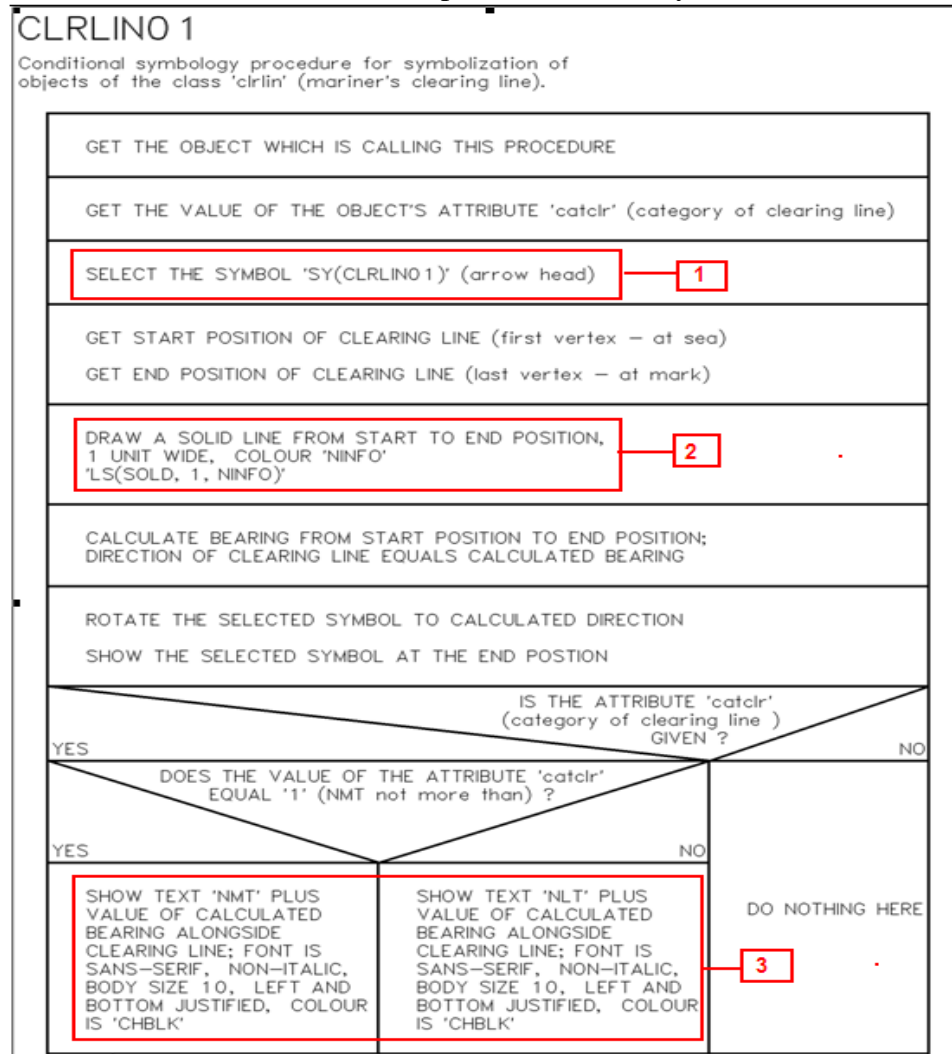 CLRLIN01
Conditional symbology procedure for symbolization of
objects of the class 'clrlin' (mariner's clearing line).
GET THE OBJECT WHICH IS CALLING THIS PROCEDURE
GET THE VALUE OF THE OBJECT'S ATTRIBUTE 'catclr' (category of clearing line)
SELECT THE SYMBOL 'SY(CLRLIN01)' (arrow head)
1
GET START POSITION OF CLEARING LINE (first vertex – at sea)
GET END POSITION OF CLEARING LINE (last vertex – at mark)
DRAW A SOLID LINE FROM START TO END POSITION,
1 UNIT WIDE, COLOUR 'NINFO'
'LS(SOLD, 1, NINFO)'
2
CALCULATE BEARING FROM START POSITION TO END POSITION;
DIRECTION OF CLEARING LINE EQUALS CALCULATED BEARING
ROTATE THE SELECTED SYMBOL TO CALCULATED DIRECTION
SHOW THE SELECTED SYMBOL AT THE END POSTION
IS THE ATTRIBUTE 'catclr'
(category of clearing line )
GIVEN ?
YES
NO
DOES THE VALUE OF THE ATTRIBUTE 'catclr'
EQUAL '1' (NMT not more than) ?
YES
NO
SHOW TEXT 'NMT' PLUS
VALUE OF CALCULATED
BEARING ALONGSIDE
CLEARING LINE; FONT IS
SANS–SERIF, NON–ITALIC,
BODY SIZE 10, LEFT AND
BOTTOM JUSTIFIED, COLOUR
IS 'CHBLK'
SHOW TEXT 'NLT' PLUS
VALUE OF CALCULATED
BEARING ALONGSIDE
CLEARING LINE; FONT IS
SANS–SERIF, NON–ITALIC,
BODY SIZE 10, LEFT AND
BOTTOM JUSTIFIED, COLOUR
IS 'CHBLK'
3
DO NOTHING HERE